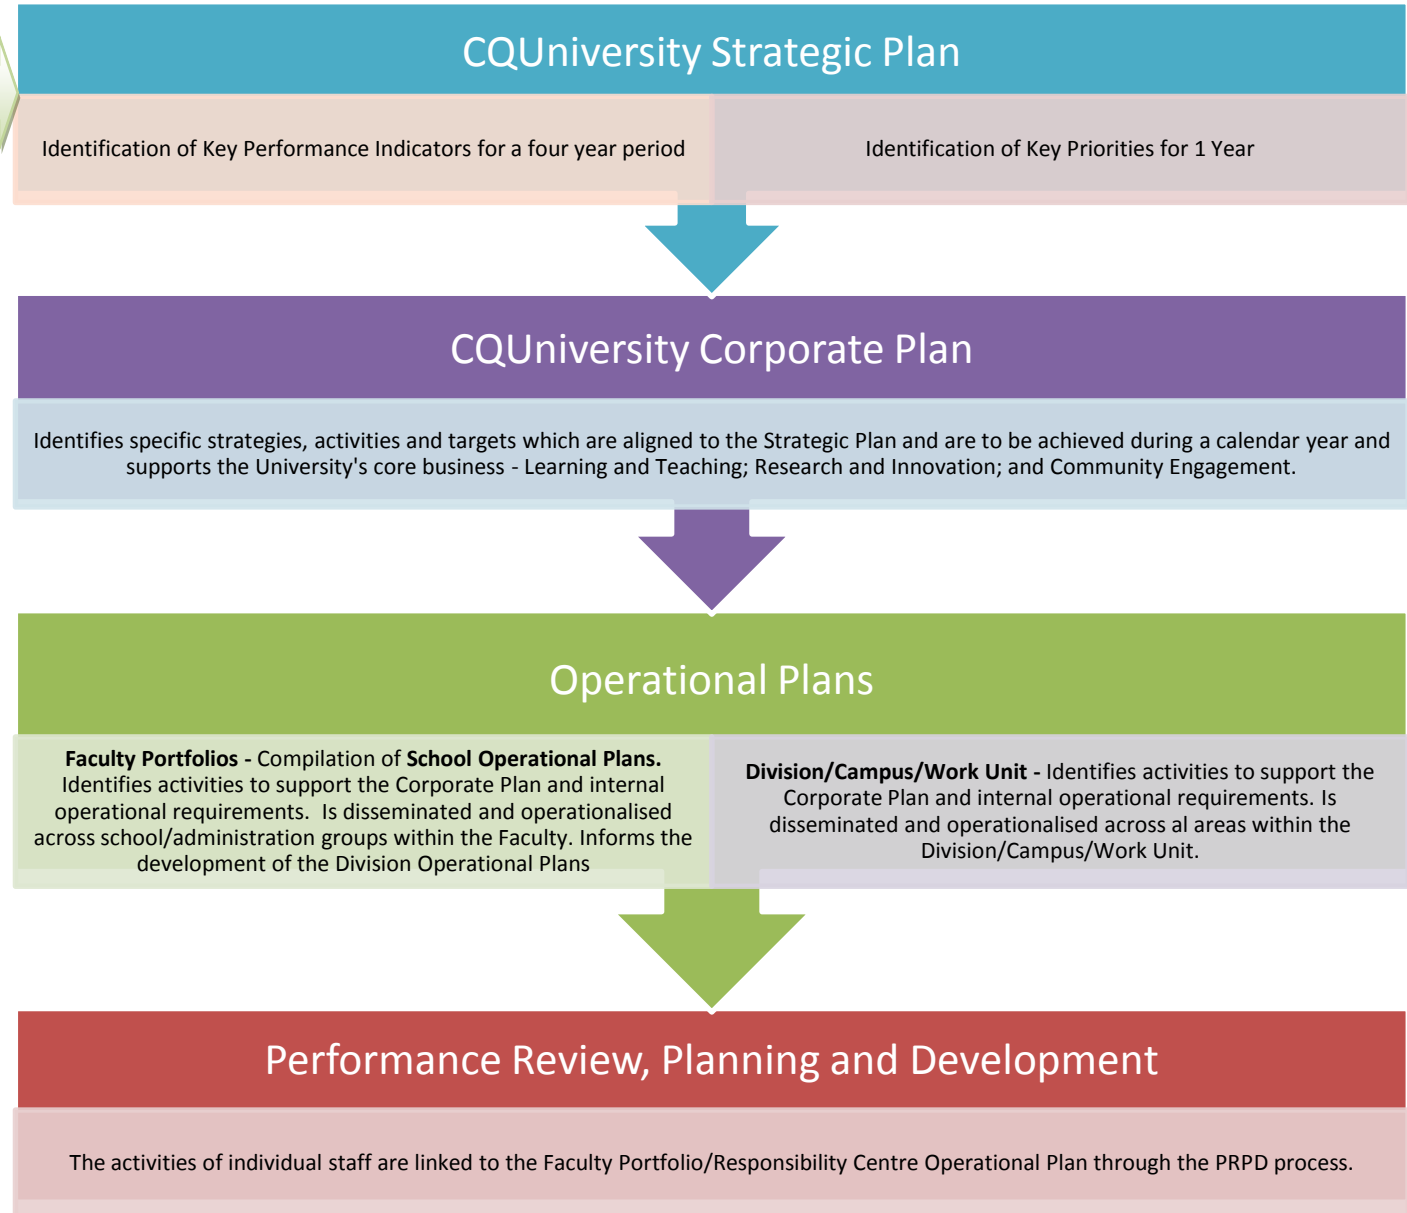 CQUniversity Strategic Plan
Identification of Key Performance Indicators for a four year period
Identification of Key Priorities for 1 Year
CQUniversity Corporate Plan
Identifies specific strategies, activities and targets which are aligned to the Strategic Plan and are to be achieved during a calendar year and
supports the University's core business - Learning and Teaching; Research and Innovation; and Community Engagement.
Operational Plans
Faculty Portfolios - Compilation of School Operational Plans.
Identifies activities to support the Corporate Plan and internal
operational requirements. Is disseminated and operationalised
across school/administration groups within the Faculty. Informs the
development of the Division Operational Plans
Division/Campus/Work Unit - Identifies activities to support the
Corporate Plan and internal operational requirements. Is
disseminated and operationalised across al areas within the
Division/Campus/Work Unit.
Performance Review, Planning and Development
The activities of individual staff are linked to the Faculty Portfolio/Responsibility Centre Operational Plan through the PRPD process.